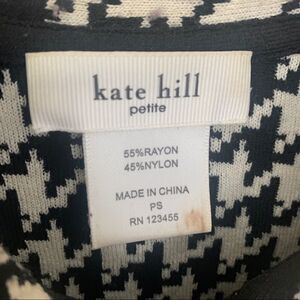 kate hill
petite
55%RAYON
45%NYLON
MADE IN CHINA
PS
RN 123455